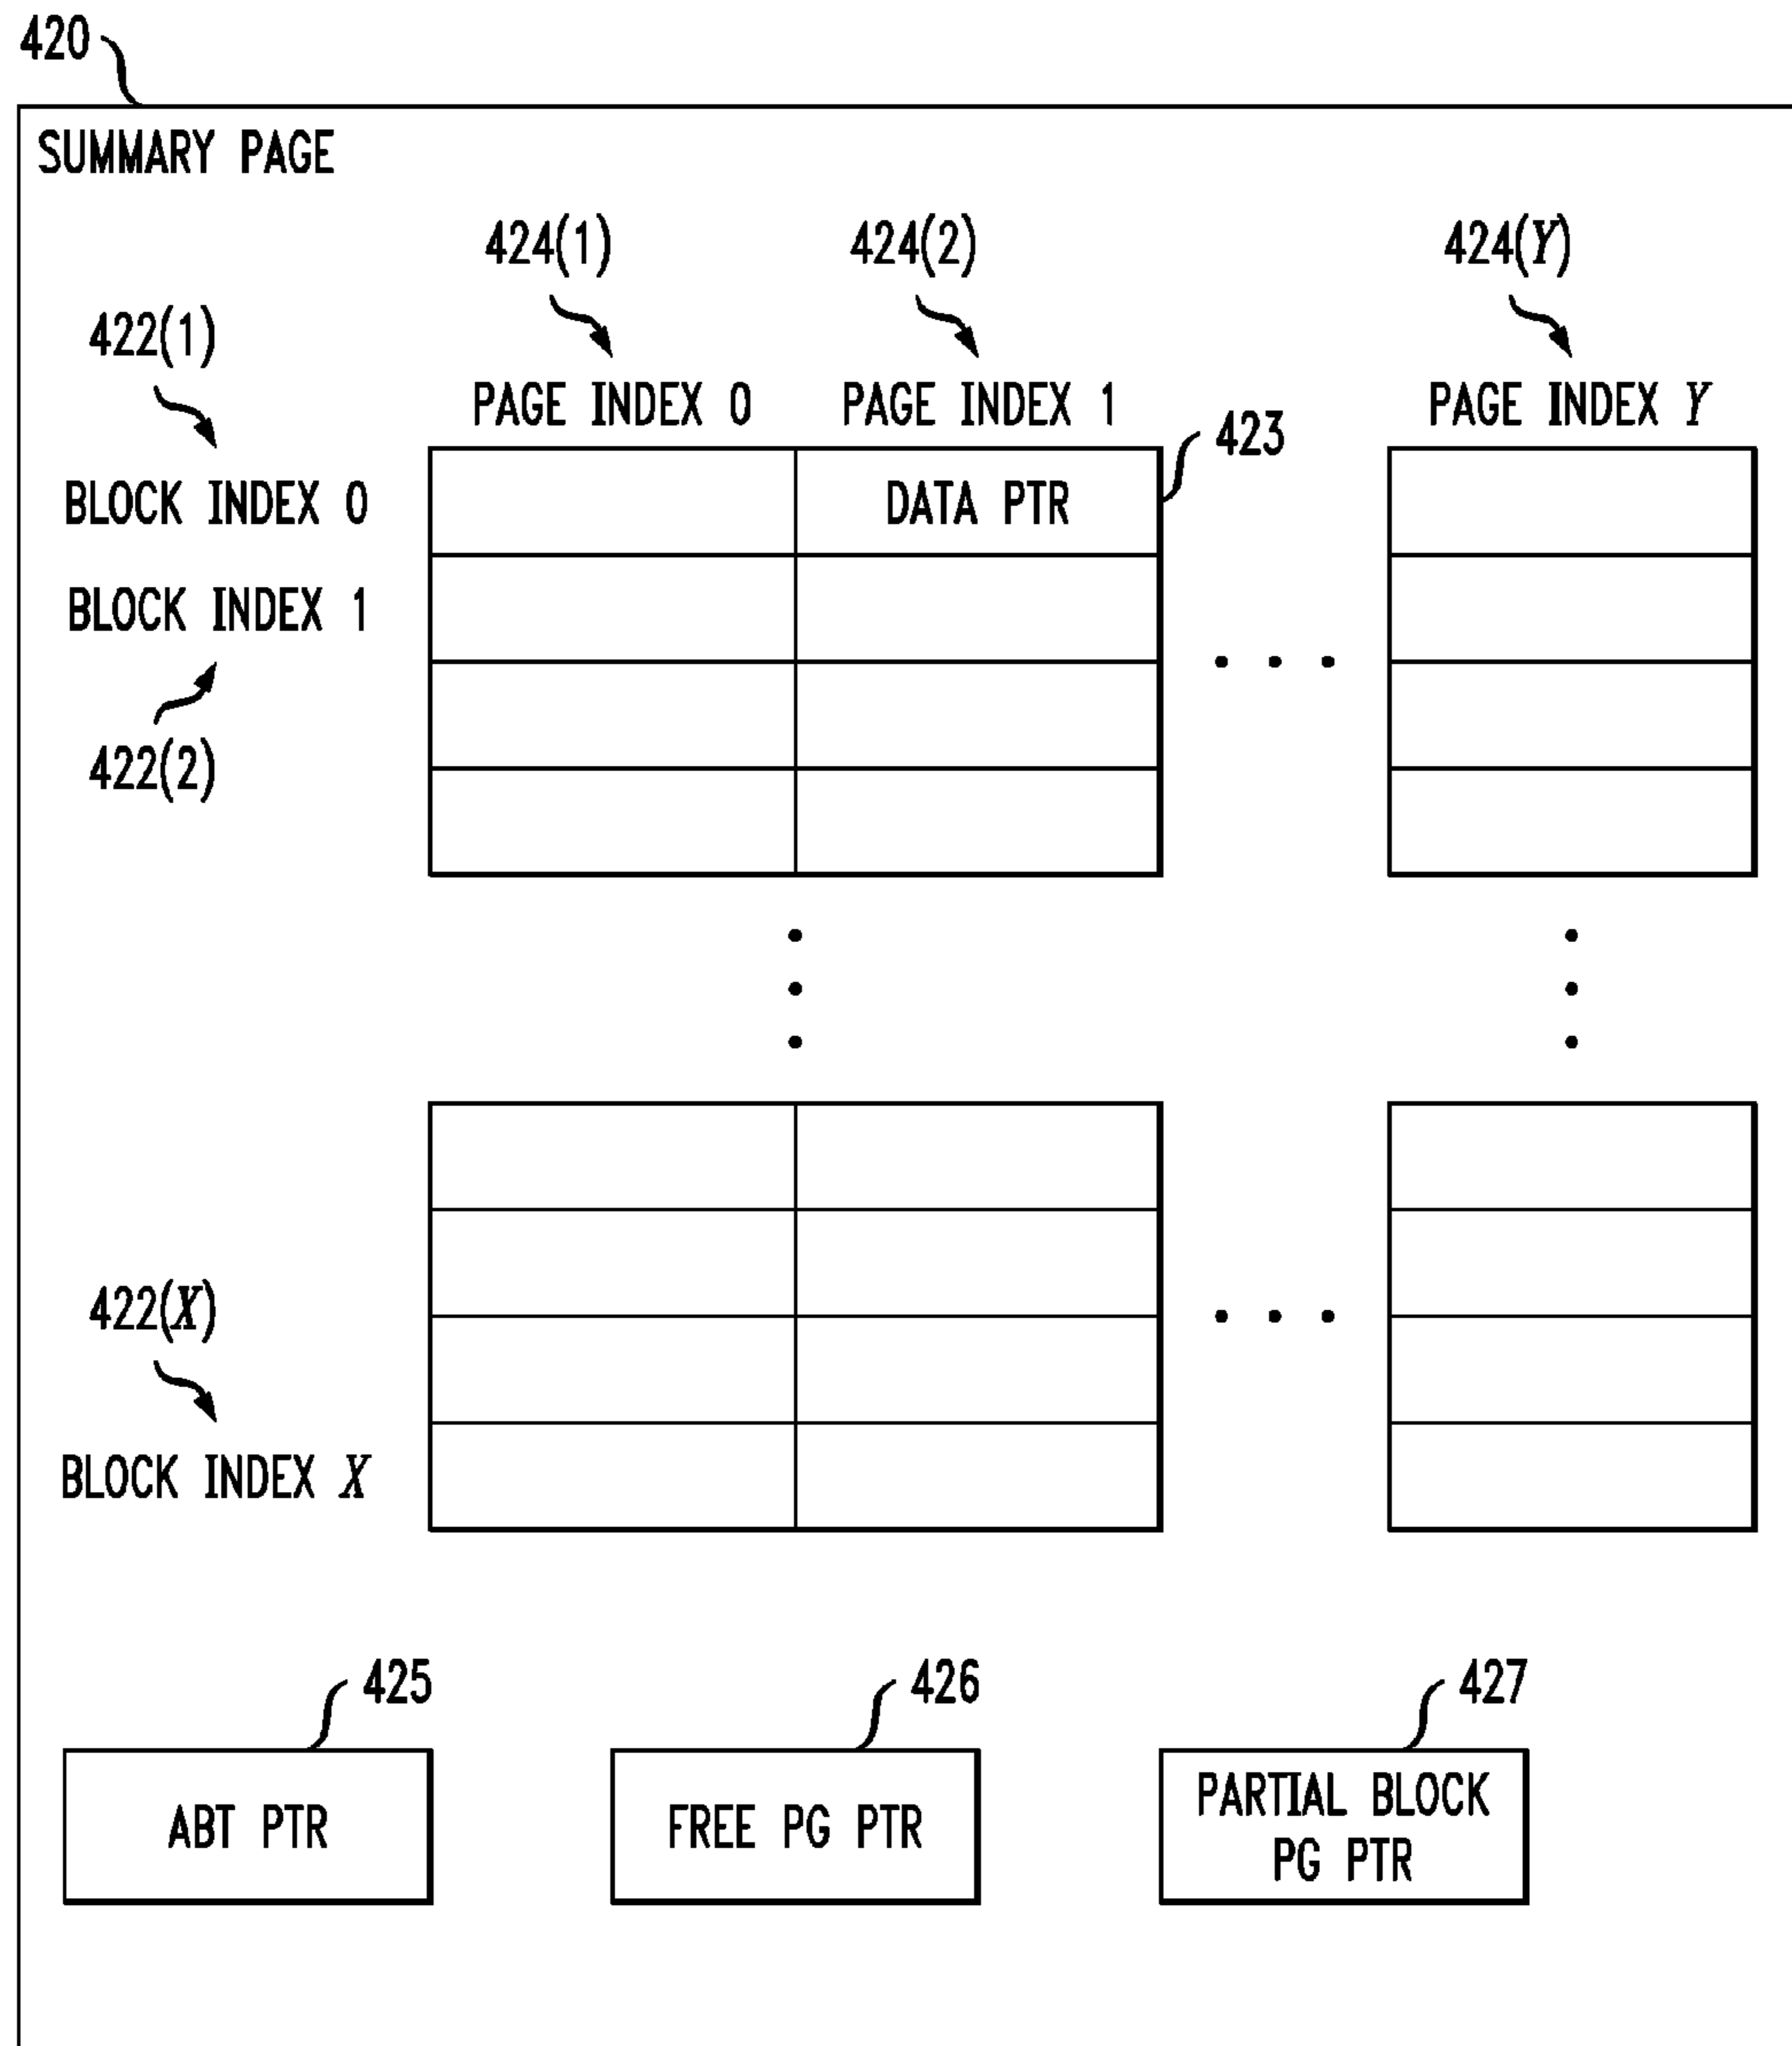 420
SUMMARY PAGE
424(1) 424(2) 424(Y)
422(1)
PAGE INDEX 0 PAGE INDEX 1 PAGE INDEX Y
423
BLOCK INDEX 0 DATA PTR
BLOCK INDEX 1
422(2)
422(X)
BLOCK INDEX X
425 426 427
ABT PTR FREE PG PTR PARTIAL BLOCK
PG PTR